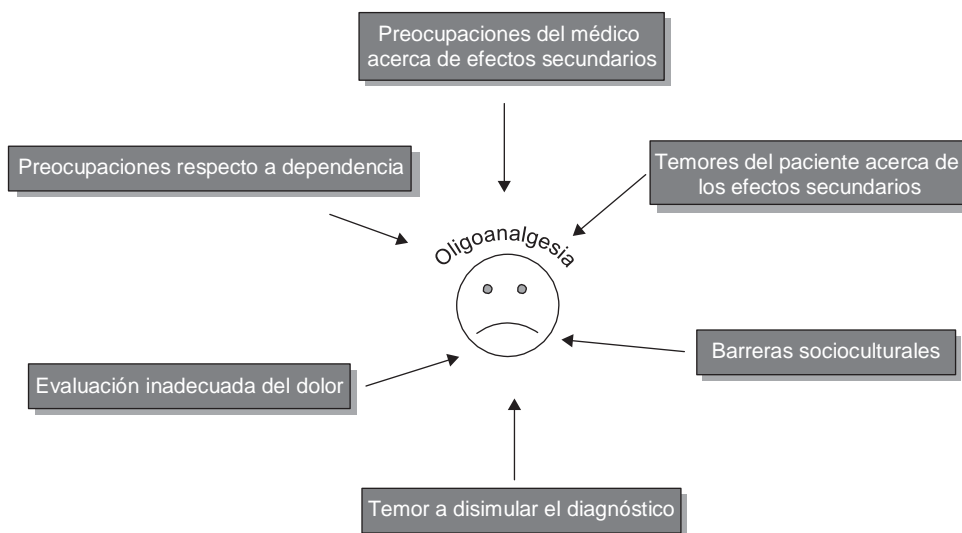 Preocupaciones del médico
acerca de efectos secundarios
Preocupaciones respecto a dependencia
Temores del paciente acerca de
los efectos secundarios
Oligoanalgesia
Barreras socioculturales
Evaluación inadecuada del dolor
Temor a disimular el diagnóstico